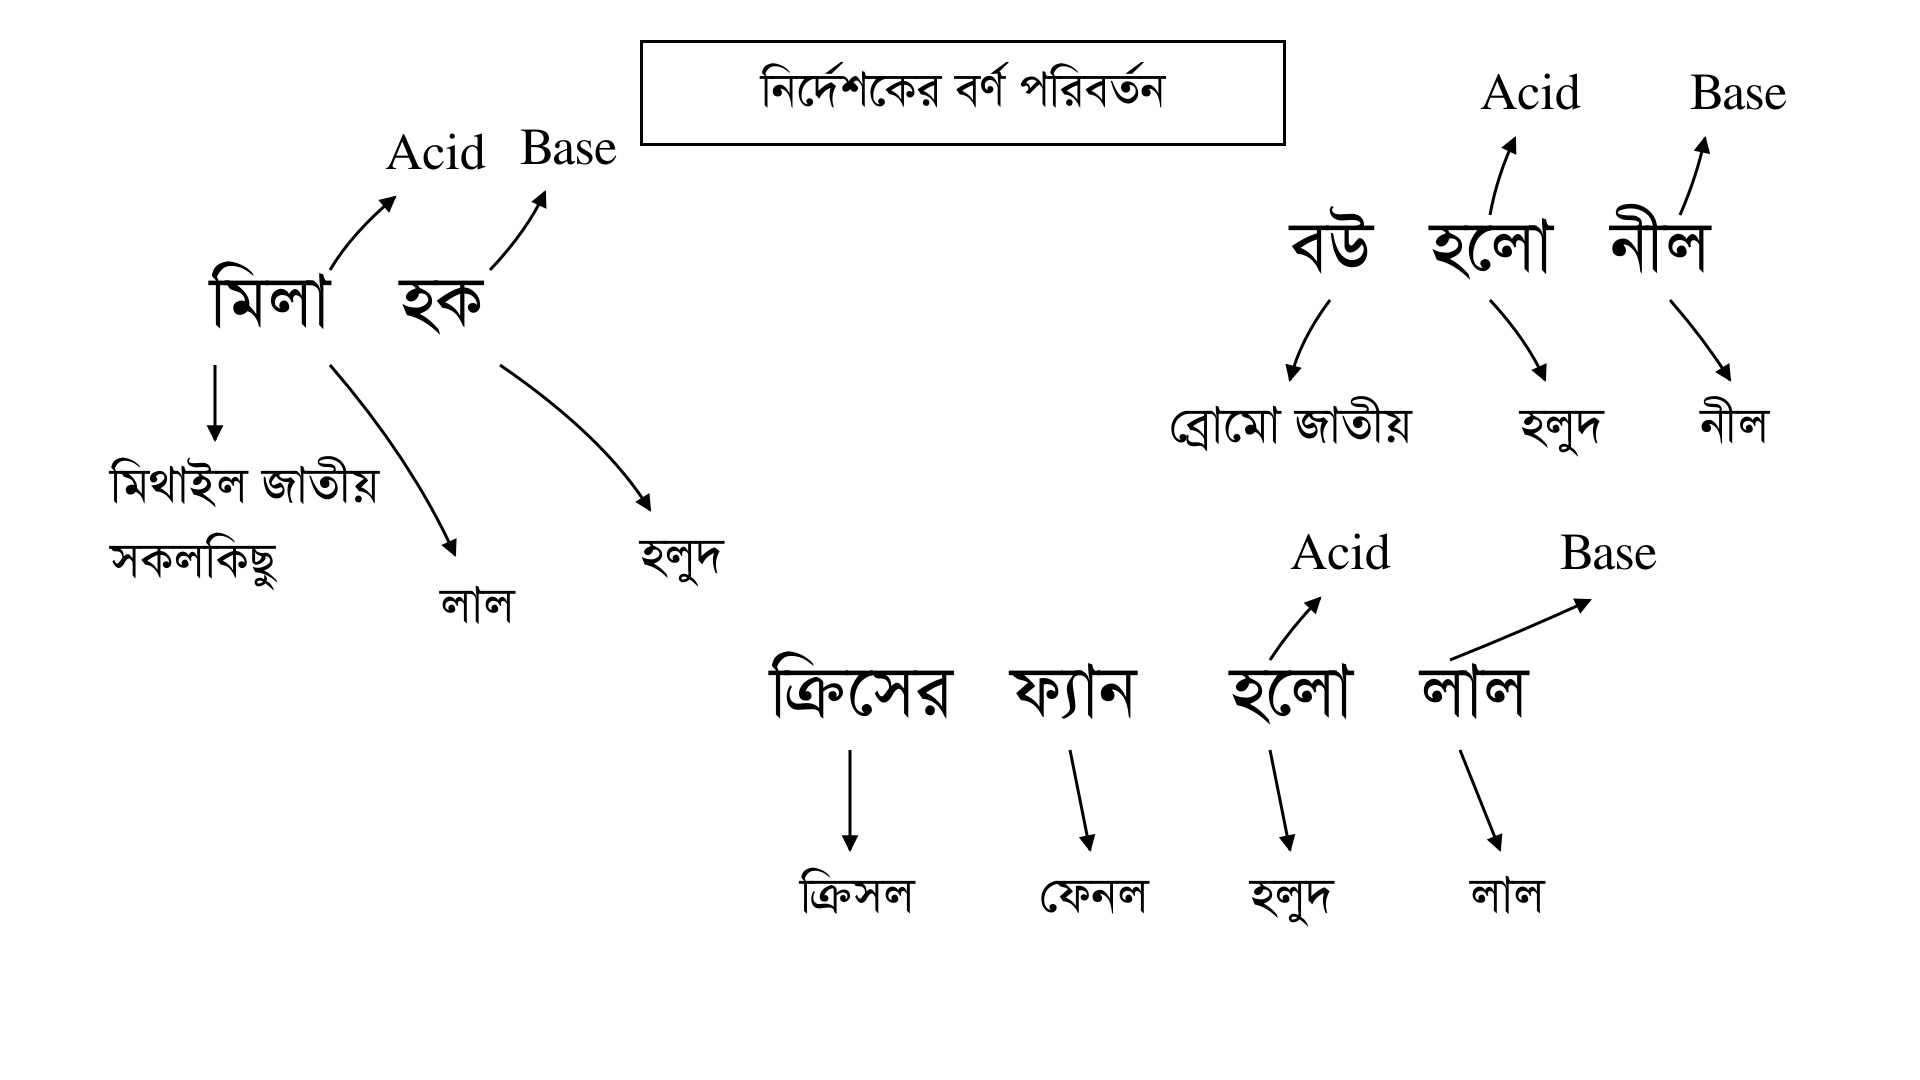 নির্দেশকের বর্ণ পরিবর্তন
Acid Base
মিলা হক
মিথাইল জাতীয়
সকলকিছু
লাল
হলুদ
Acid Base
বউ হলো নীল
ব্রোমো জাতীয় হলুদ নীল
Acid Base
ক্রিসের ফ্যান হলো লাল
ক্রিসল ফেনল হলুদ লাল